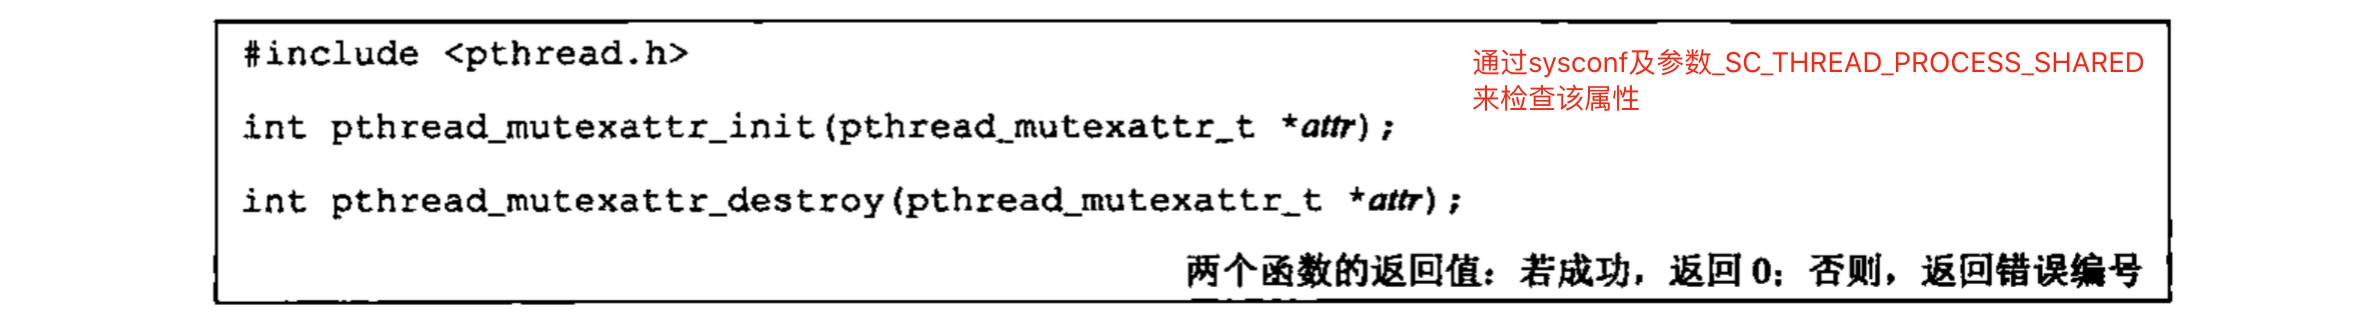 #include <pthread.h>
通过sysconf及参数_SC_THREAD_PROCESS_SHARED
来检查该属性
int pthread_mutexattr_init(pthread_mutexattr_t *attr);
int pthread_mutexattr_destroy(pthread_mutexattr_t *attr);
两个函数的返回值：若成功，返回0；否则，返回错误编号